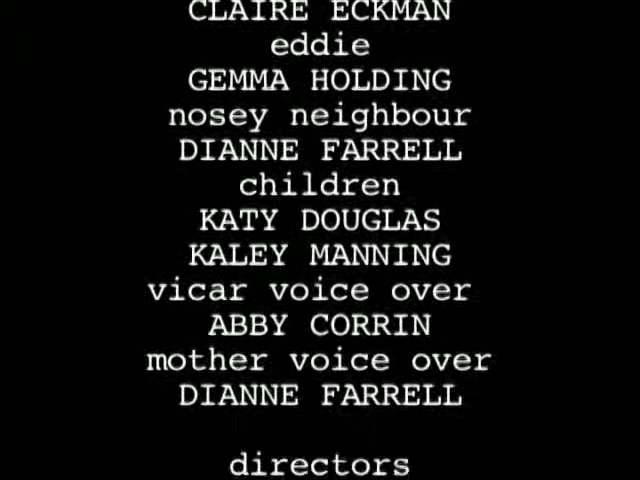 CLAIRE ECKMAN
eddie
GEMMA HOLDING
nosey neighbour
DIANNE FARRELL
children
KATY DOUGLAS
KALEY MANNING
vicar voice over
ABBY CORRIN
mother voice over
DIANNE FARRELL
directors